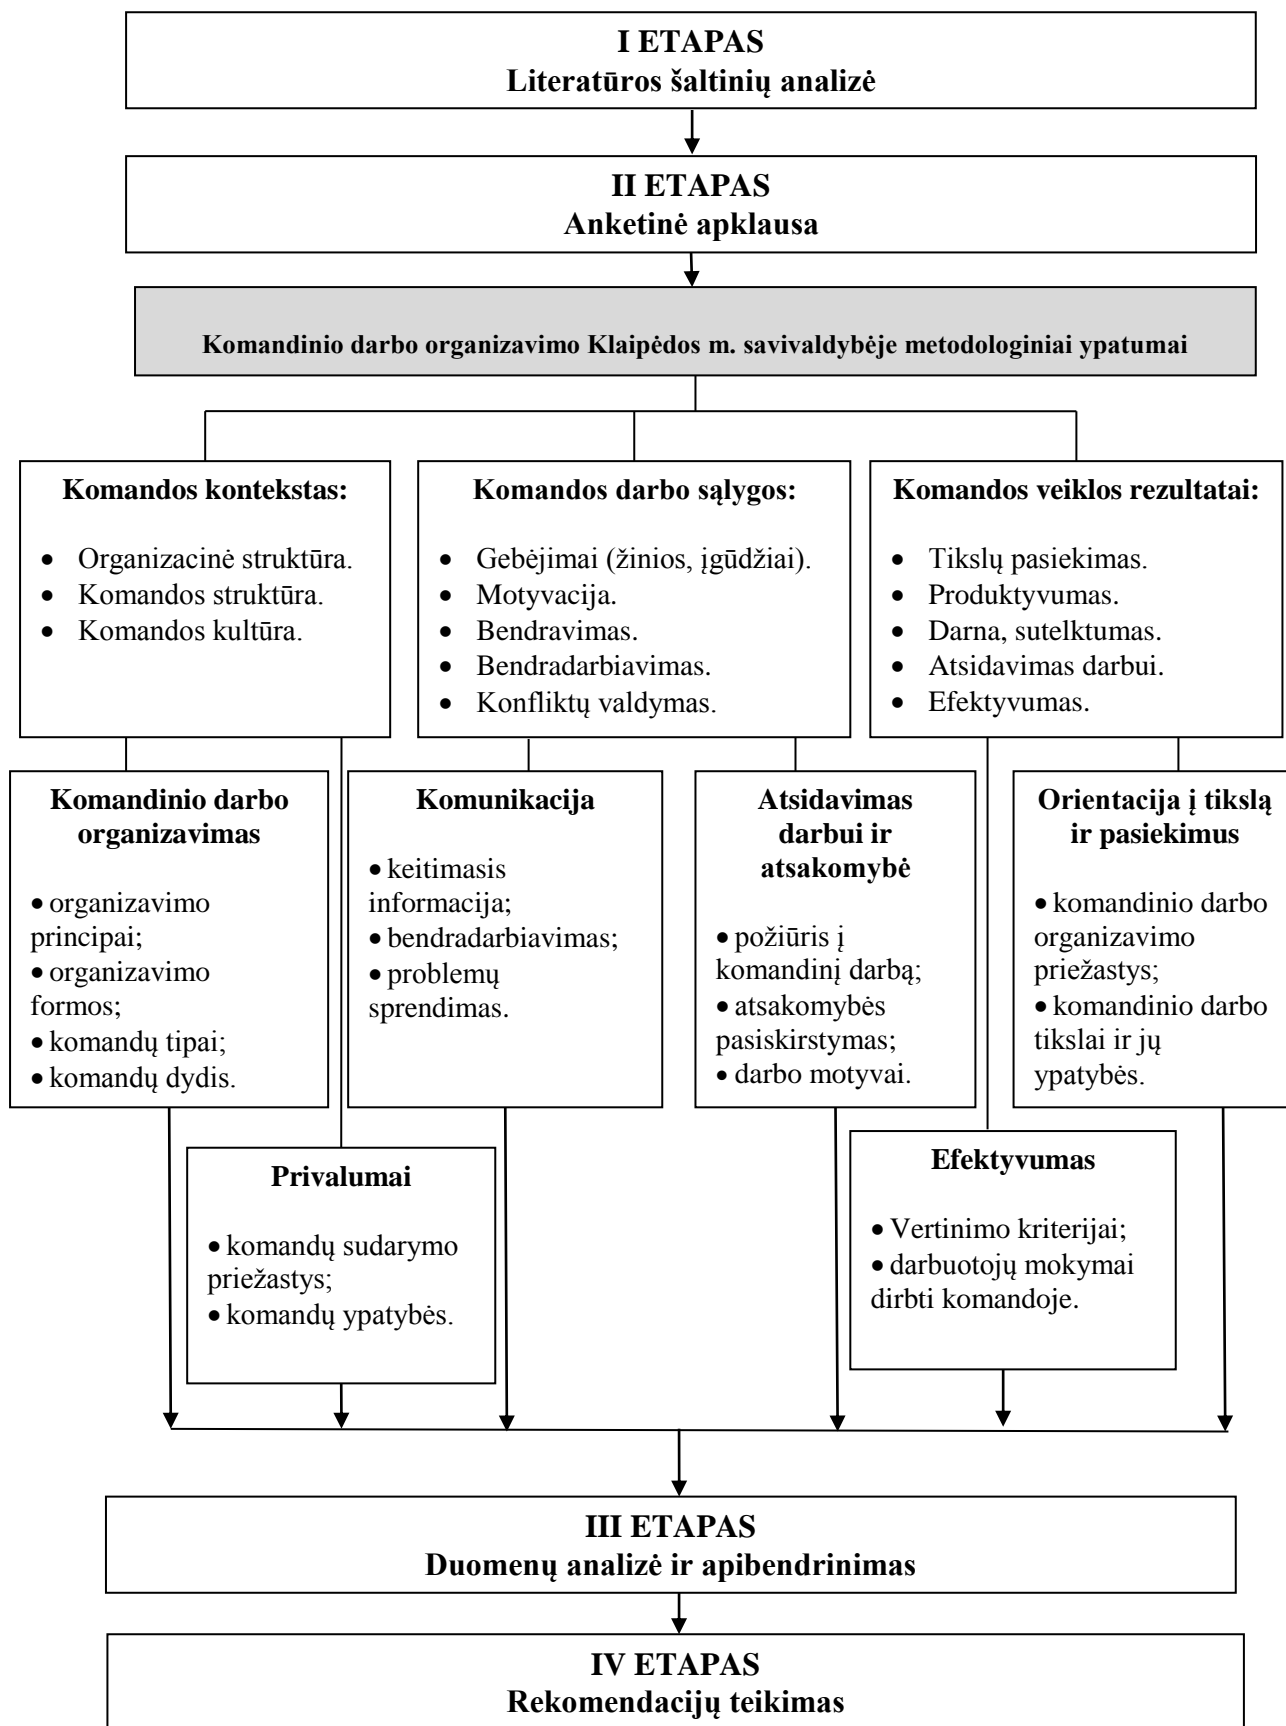 I ETAPAS
Literatūros šaltinių analizė
II ETAPAS
Anketinė apklausa
Komandinio darbo organizavimo Klaipėdos m. savivaldybėje metodologiniai ypatumai
Komandos kontekstas:
• Organizacinė struktūra.
• Komandos struktūra.
• Komandos kultūra.
Komandos darbo sąlygos:
• Gebėjimai (žinios, įgūdžiai).
• Motyvacija.
• Bendravimas.
• Bendradarbiavimas.
• Konfliktų valdymas.
Komandos veiklos rezultatai:
• Tikslų pasiekimas.
• Produktyvumas.
• Darna, sutelktumas.
• Atsidavimas darbui.
• Efektyvumas.
Komandinio darbo
organizavimas
• organizavimo
principai;
• organizavimo
formos;
• komandų tipai;
• komandų dydis.
Komunikacija
• keitimasis
informacija;
• bendradarbiavimas;
• problemų
sprendimas.
Atsidavimas
darbui ir
atsakomybė
• požiūris į
komandinį darbą;
• atsakomybės
pasiskirstymas;
• darbo motyvai.
Orientacija į tikslą
ir pasiekimus
• komandinio darbo
organizavimo
priežastys;
• komandinio darbo
tikslai ir jų
ypatybės.
Privalumai
• komandų sudarymo
priežastys;
• komandų ypatybės.
Efektyvumas
• Vertinimo kriterijai;
• darbuotojų mokymai
dirbti komandoje.
III ETAPAS
Duomenų analizė ir apibendrinimas
IV ETAPAS
Rekomendacijų teikimas